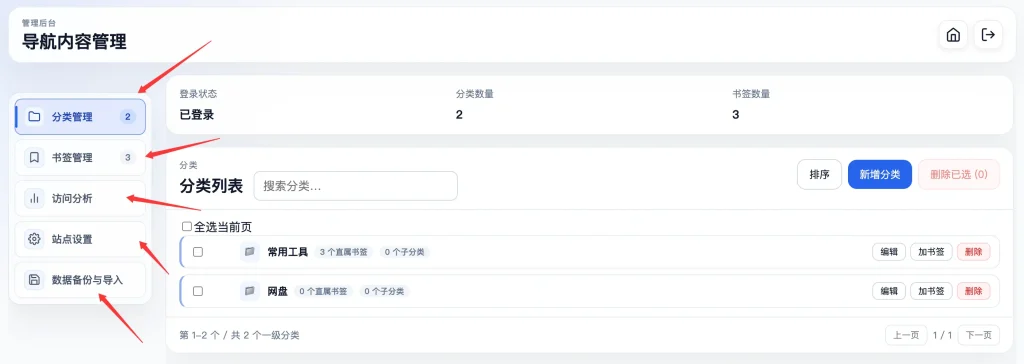 管理后台
导航内容管理
分类管理 2
书签管理 3
访问分析
站点设置
数据备份与导入
登录状态 分类数量 书签数量
已登录 2 3
分类
分类列表 搜索分类... 排序 新增分类 删除已选 (0)
全选当前页
常用工具 3 个直属书签 0 个子分类 编辑 加书签 删除
网盘 0 个直属书签 0 个子分类 编辑 加书签 删除
第 1–2 个 / 共 2 个一级分类 上一页 1 / 1 下一页